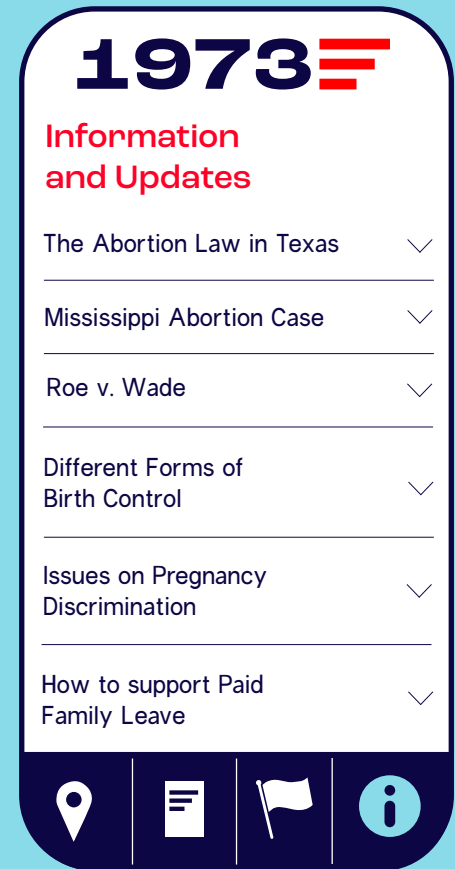 1973
Information
and Updates
The Abortion Law in Texas
Mississippi Abortion Case
Roe v. Wade
Different Forms of
Birth Control
Issues on Pregnancy
Discrimination
How to support Paid
Family Leave